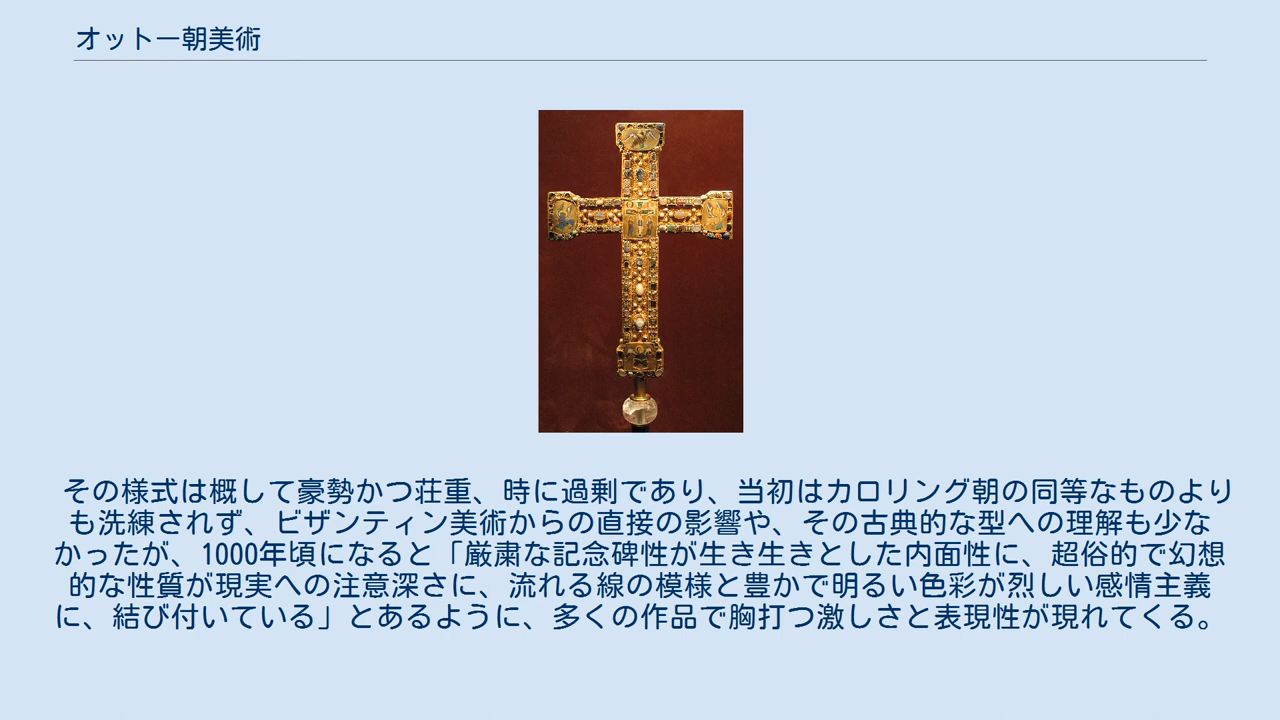 オットー朝美術
その様式は概して豪勢かつ荘重、時に過剰であり、当初はカロリング朝の同等なものより
も洗練されず、ビザンティン美術からの直接の影響や、その古典的な型への理解も少な
かったが、1000年頃になると「厳粛な記念碑性が生き生きとした内面性に、超俗的で幻想
的な性質が現実への注意深さに、流れる線の模様と豊かで明るい色彩が烈しい感情主義
に、結び付いている」とあるように、多くの作品で胸打つ激しさと表現性が現れてくる。